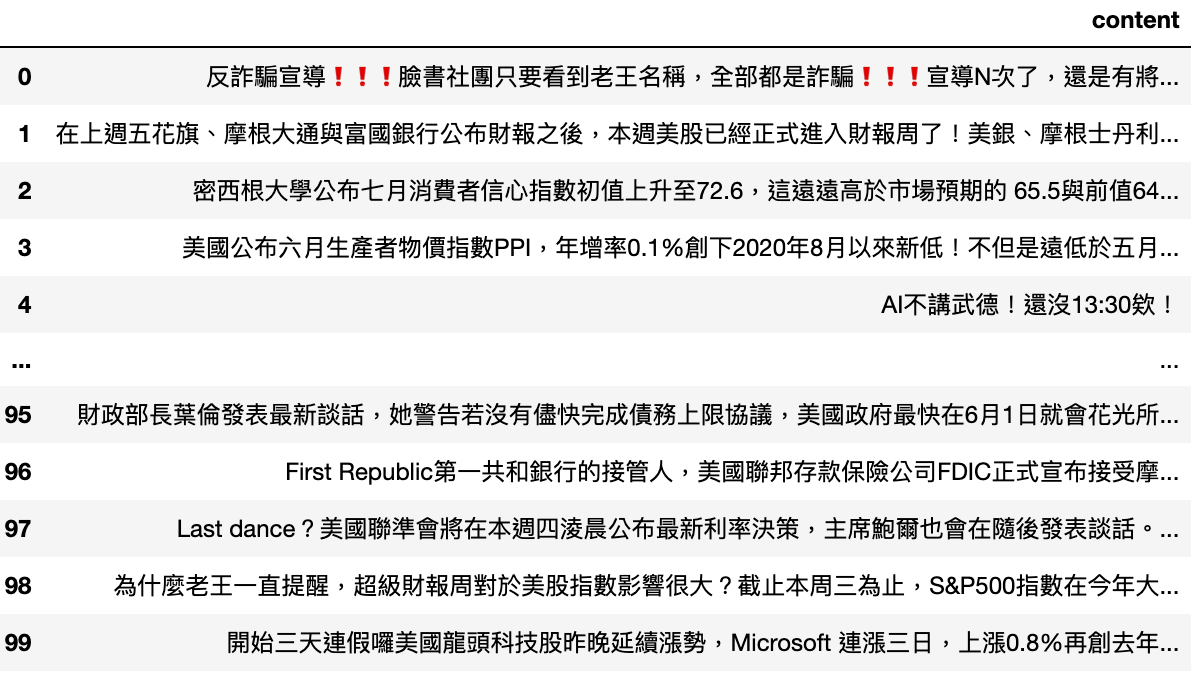 content
0 反詐騙宣導❗❗❗臉書社團只要看到老王名稱，全部都是詐騙❗❗❗宣導N次了，還是有將...
1 在上週五花旗、摩根大通與富國銀行公布財報之後，本週美股已經正式進入財報周了！美銀、摩根士丹利...
2 密西根大學公布七月消費者信心指數初值上升至72.6，這遠遠高於市場預期的 65.5與前值64...
3 美國公布六月生產者物價指數PPI，年增率0.1%創下2020年8月以來新低！不但是遠低於五月...
4 AI不講武德！還沒13:30欸！
... ...
95 財政部長葉倫發表最新談話，她警告若沒有儘快完成債務上限協議，美國政府最快在6月1日就會花光所...
96 First Republic第一共和銀行的接管人，美國聯邦存款保險公司FDIC正式宣布接受摩...
97 Last dance？美國聯準會將在本週四淩晨公布最新利率決策，主席鮑爾也會在隨後發表談話。...
98 為什麼老王一直提醒，超級財報周對於美股指數影響很大？截止本周三為止，S&P500指數在今年大...
99 開始三天連假囉美國龍頭科技股昨晚延續漲勢，Microsoft 連漲三日，上漲0.8%再創去年...